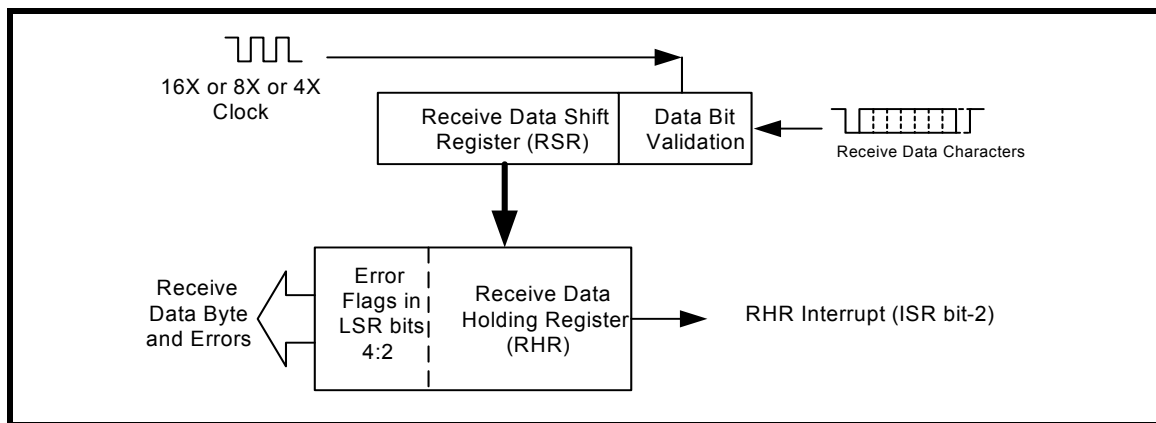 16X or 8X or 4X
Clock
Receive Data Shift
Register (RSR)
Data Bit
Validation
Receive Data Characters
Receive
Data Byte
and Errors
Error
Flags in
LSR bits
4:2
Receive Data
Holding Register
(RHR)
RHR Interrupt (ISR bit-2)